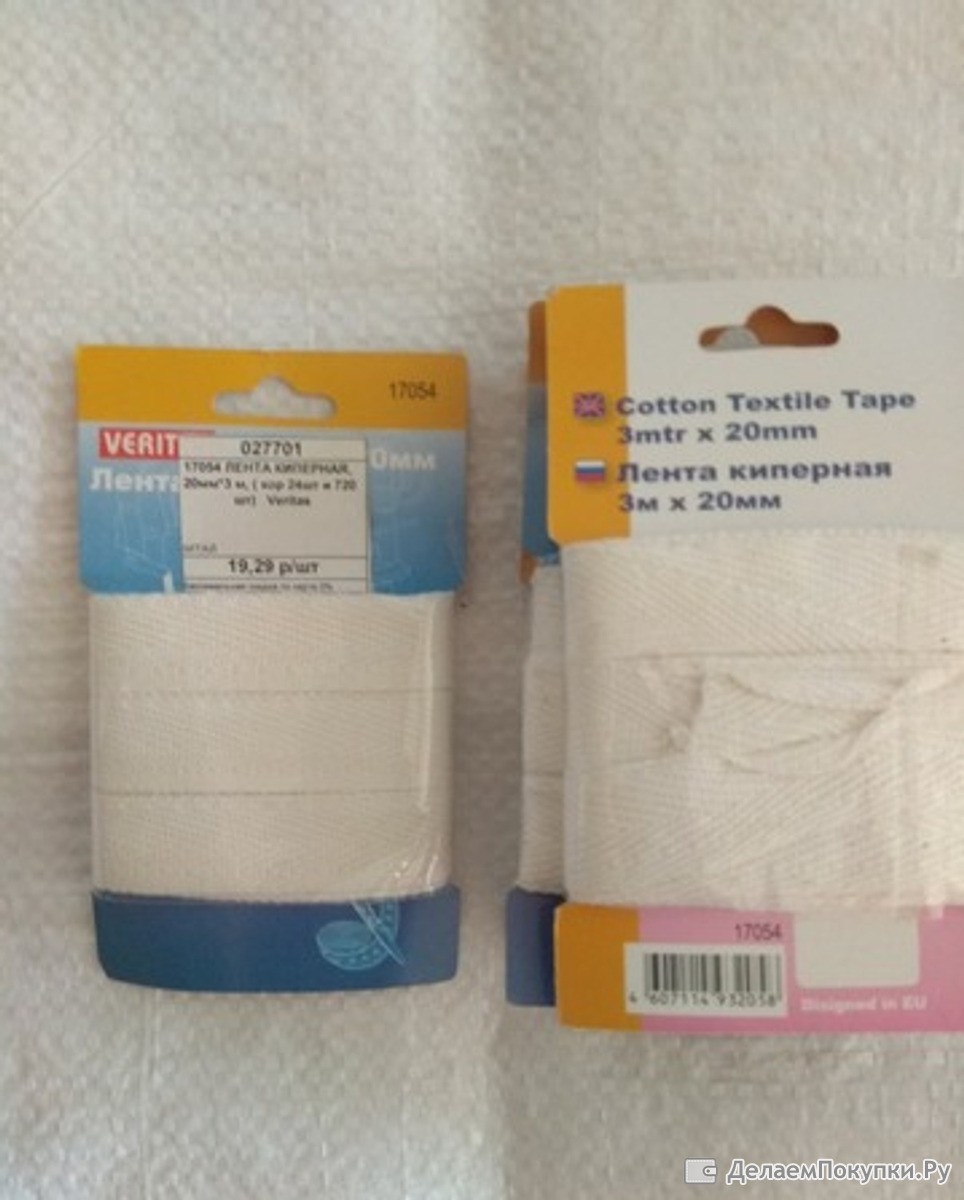 17054
VERIT
Лента
0мм
027701
17054 ЛЕНТА КИПЕРНАЯ,
20мм*3 м, ( кор 24шт и 720
шт) Veritas
19,29 р/шт
Cotton Textile Tape
3mtr x 20mm
Лента киперная
3м x 20мм
17054
4 607114 932058
Disigned in EU
ДелаемПокупки.Ру